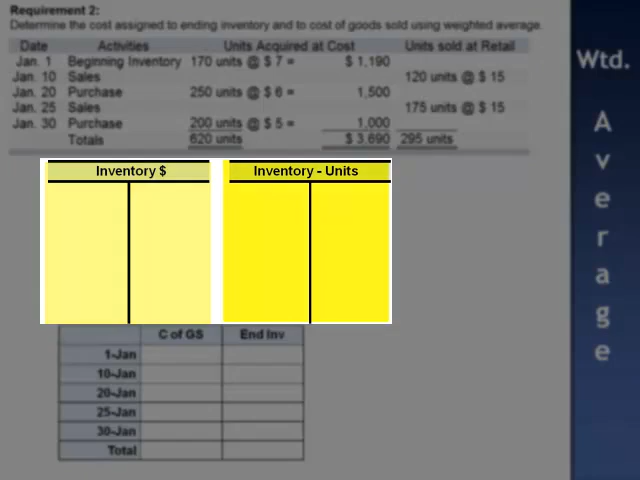 Requirement 2:
Determine the cost assigned to ending inventory and to cost of goods sold using weighted average.
Date Activities Units Acquired at Cost Units sold at Retail
Jan. 1 Beginning Inventory 170 units @ $ 7 = $ 1,190
Jan. 10 Sales 120 units @ $ 15
Jan. 20 Purchase 250 units @ $ 6 = 1,500
Jan. 25 Sales 175 units @ $ 15
Jan. 30 Purchase 200 units @ $ 5 = 1,000
Totals 620 units $ 3,690 295 units
Inventory $ Inventory - Units
C of GS End Inv
1-Jan
10-Jan
20-Jan
25-Jan
30-Jan
Total
Wtd.
A
v
e
r
a
g
e